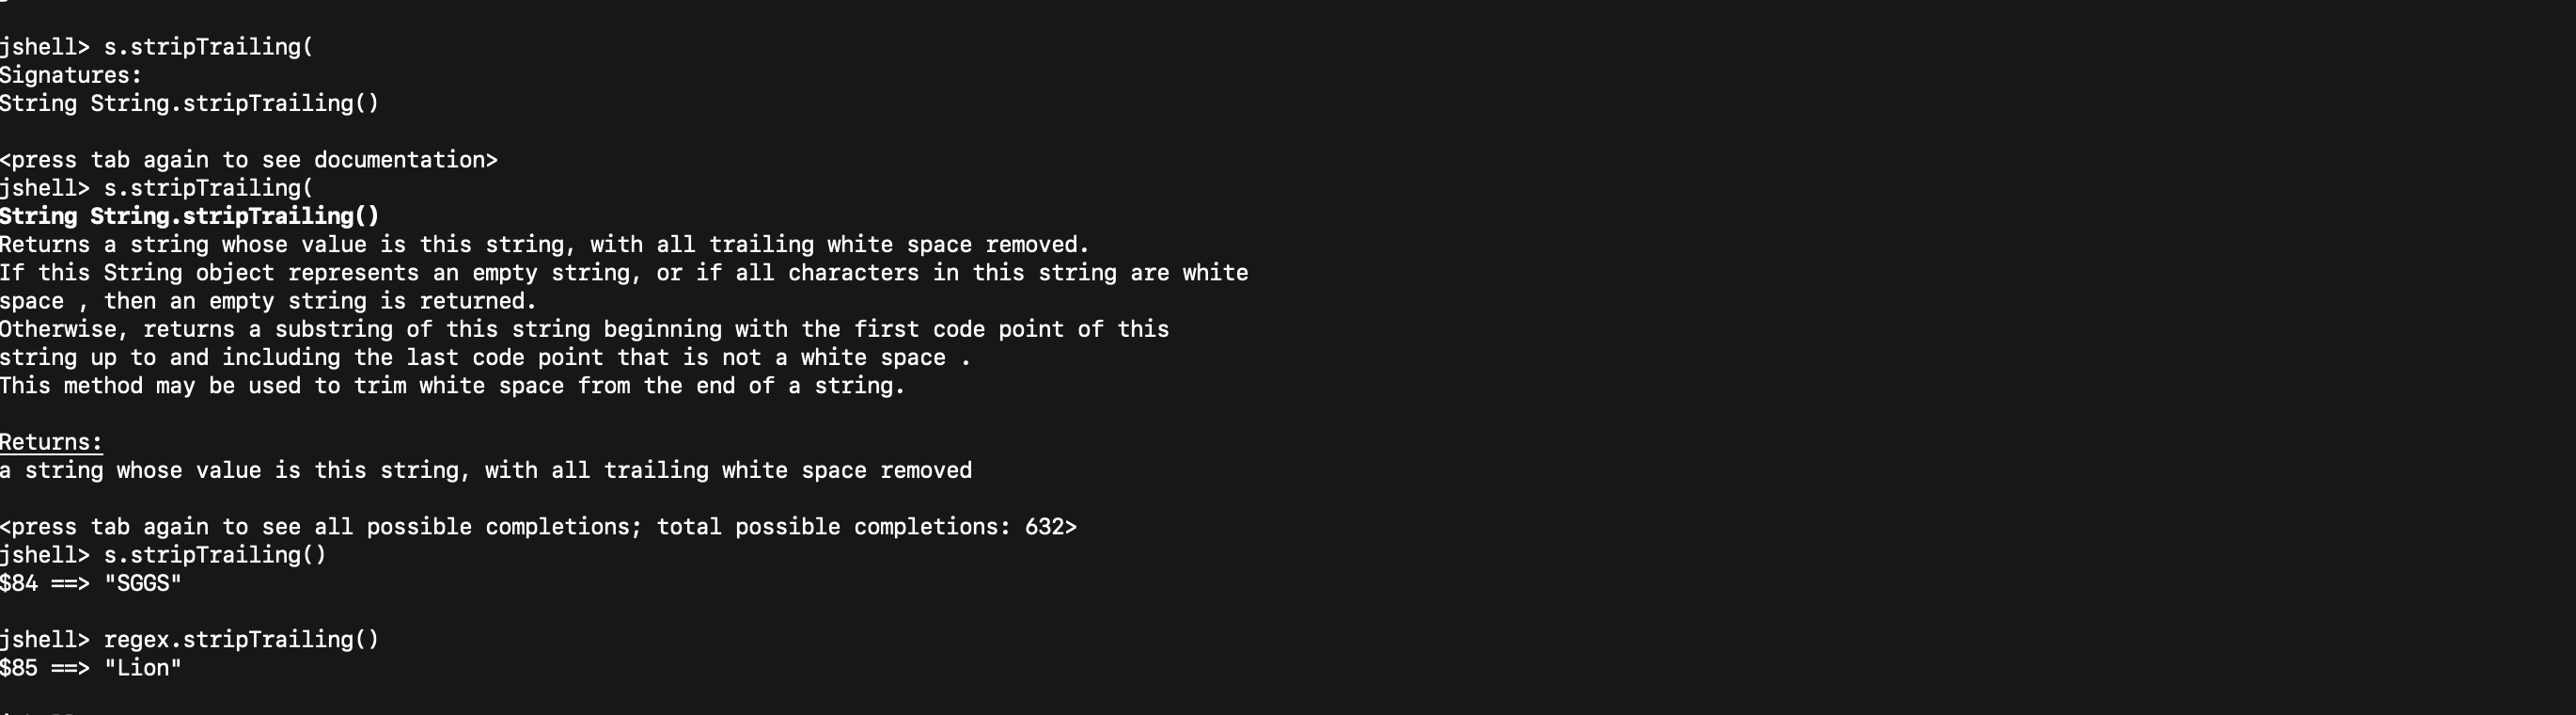 jshell> s.stripTrailing(
Signatures:
String String.stripTrailing()
<press tab again to see documentation>
jshell> s.stripTrailing(
String String.stripTrailing()
Returns a string whose value is this string, with all trailing white space removed.
If this String object represents an empty string, or if all characters in this string are white
space , then an empty string is returned.
Otherwise, returns a substring of this string beginning with the first code point of this
string up to and including the last code point that is not a white space .
This method may be used to trim white space from the end of a string.
Returns:
a string whose value is this string, with all trailing white space removed
<press tab again to see all possible completions; total possible completions: 632>
jshell> s.stripTrailing()
$84 ==> "SGGS"
jshell> regex.stripTrailing()
$85 ==> "Lion"